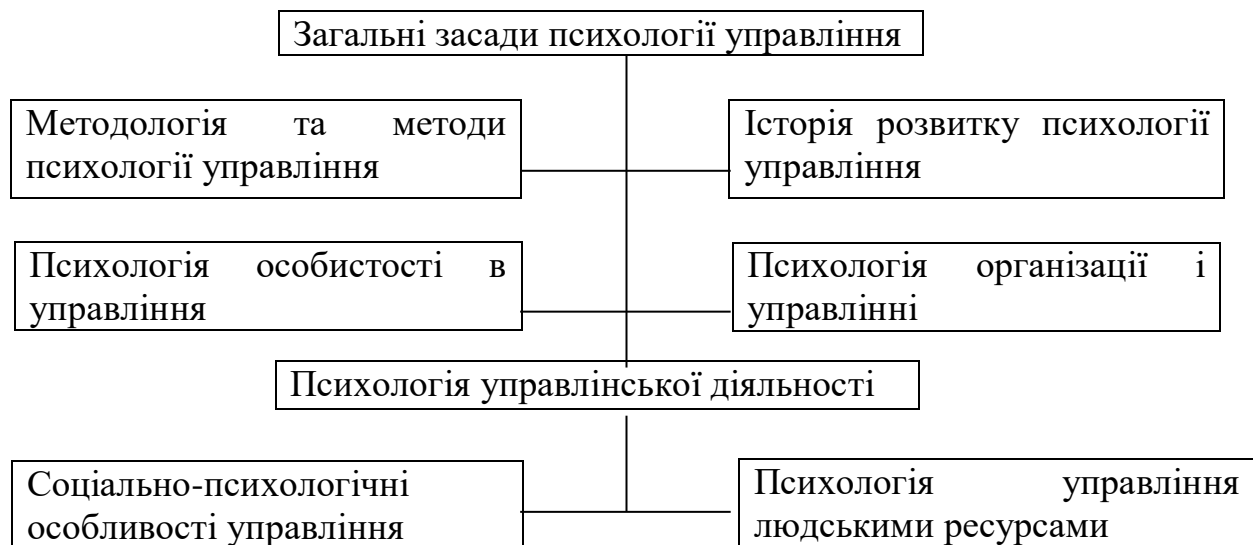 Загальні засади психології управління
Методологія та методи
психології управління
Історія розвитку психології
управління
Психологія особистості в
управління
Психологія організації і
управлінні
Психологія управлінської діяльності
Соціально-психологічні
особливості управління
Психологія управління
людськими ресурсами